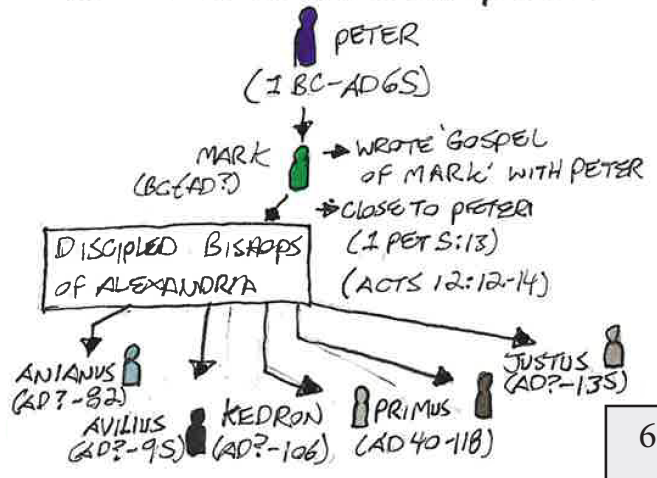 PETER
(1 BC-AD65)
MARK
(BC/AD?)
WROTE 'GOSPEL
OF MARK' WITH PETER
CLOSE TO PETER
(1 PET 5:13)
(ACTS 12:12-14)
DISCIPLED BISHOPS
OF ALEXANDRIA
ANIANUS
(AD?-82)
AVILIUS
(AD?-95)
KEDRON
(AD?-106)
PRIMUS
(AD 40-118)
JUSTUS
(AD?-135)
6